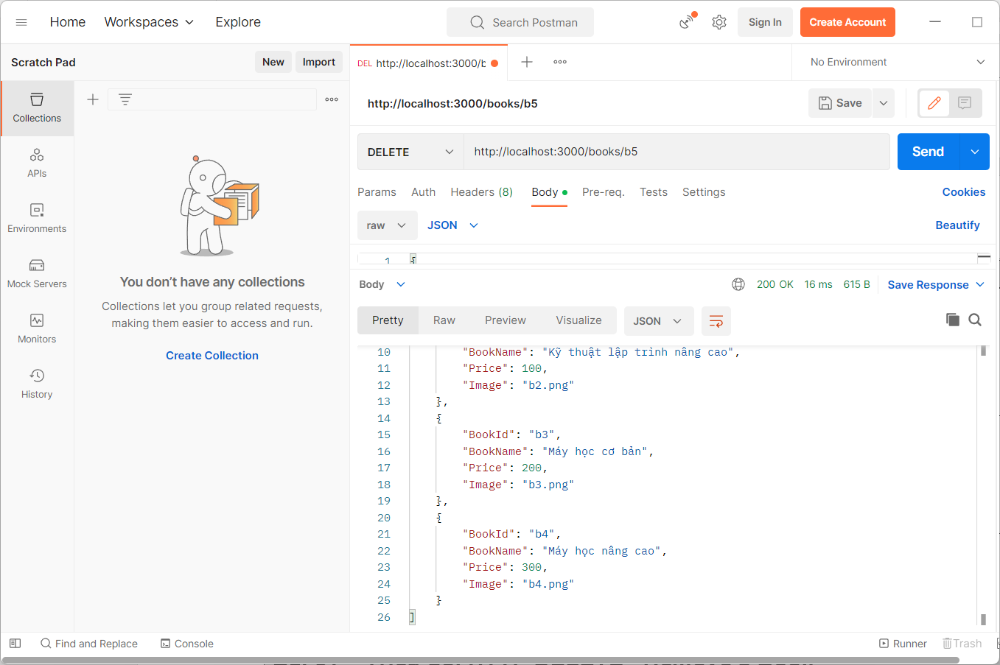 Home Workspaces Explore Search Postman Sign In Create Account
Scratch Pad New Import DEL http://localhost:3000/b No Environment
Collections
APIs
Environments
Mock Servers
Monitors
History
You don't have any collections
Collections let you group related requests,
making them easier to access and run.
Create Collection
http://localhost:3000/books/b5 Save
DELETE http://localhost:3000/books/b5 Send
Params Auth Headers (8) Body Pre-req. Tests Settings Cookies
raw JSON Beautify
1 {
Body 200 OK 16 ms 615 B Save Response
Pretty Raw Preview Visualize JSON
10 "BookName": "Kỹ thuật lập trình nâng cao",
11 "Price": 100,
12 "Image": "b2.png"
13 },
14 {
15 "BookId": "b3",
16 "BookName": "Máy học cơ bản",
17 "Price": 200,
18 "Image": "b3.png"
19 },
20 {
21 "BookId": "b4",
22 "BookName": "Máy học nâng cao",
23 "Price": 300,
24 "Image": "b4.png"
25 }
26 ]
Find and Replace Console Runner Trash